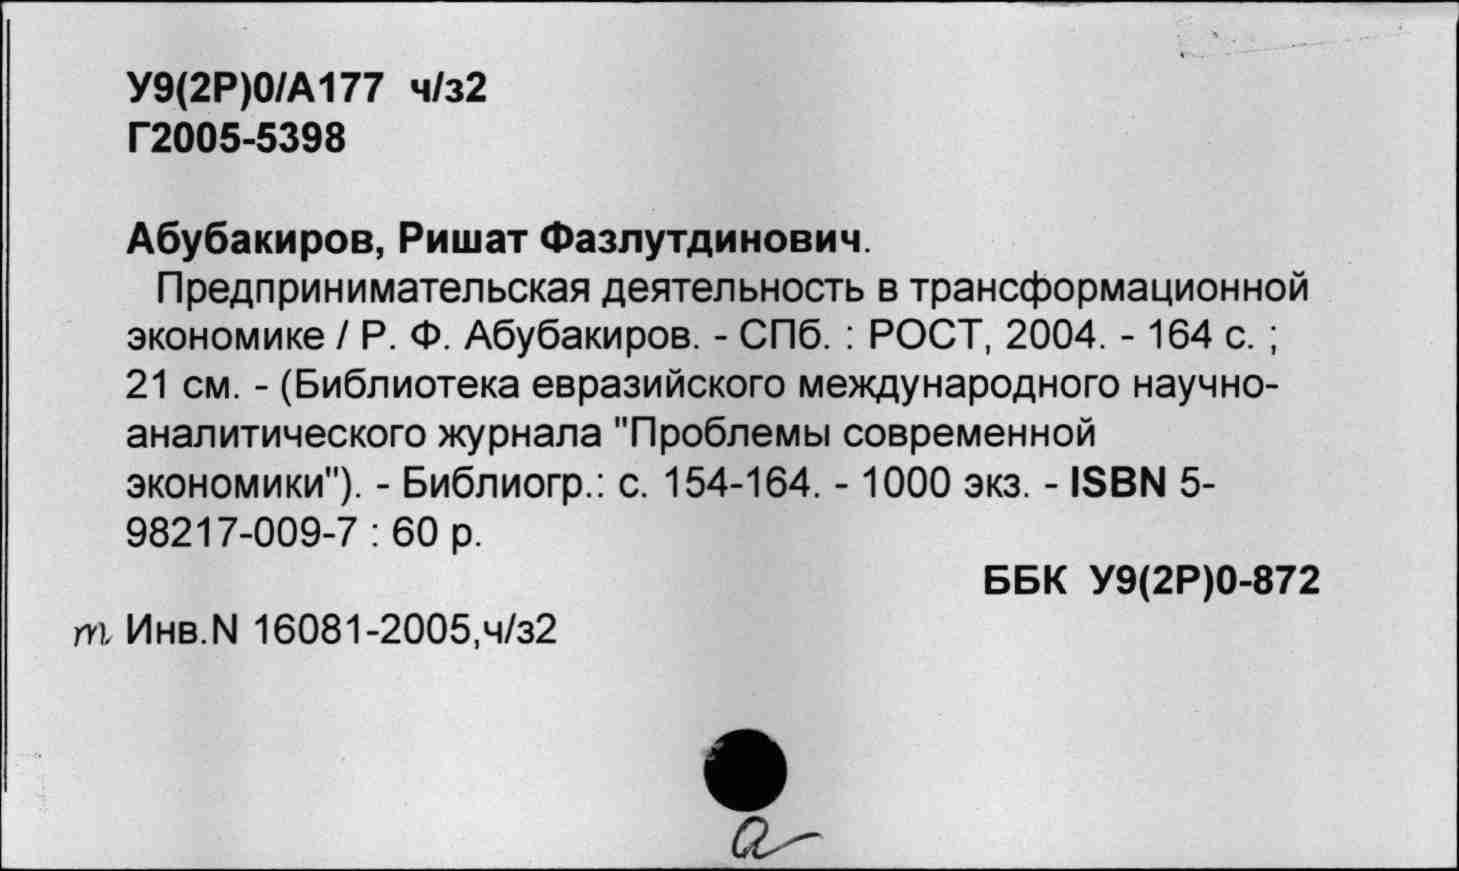 У9(2Р)0/А177 ч/з2
Г2005-5398
Абубакиров, Ришат Фазлутдинович.
Предпринимательская деятельность в трансформационной
экономике / Р. Ф. Абубакиров. - СПб. : РОСТ, 2004. - 164 с. ;
21 см. - (Библиотека евразийского международного научно-
аналитического журнала "Проблемы современной
экономики"). - Библиогр.: с. 154-164. - 1000 экз. - ISBN 5-
98217-009-7 : 60 р.
ББК У9(2Р)0-872
т Инв.N 16081-2005,ч/з2
а